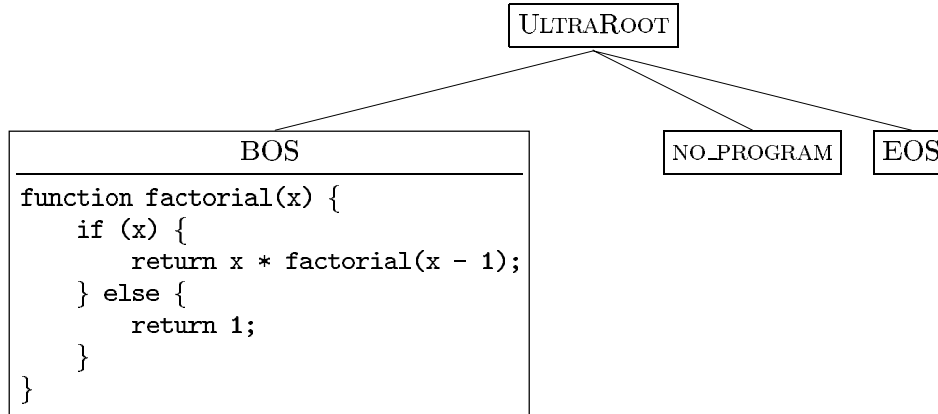 ULTRAROOT
BOS
NO_PROGRAM
EOS
function factorial(x) {
    if (x) {
        return x * factorial(x - 1);
    } else {
        return 1;
    }
}